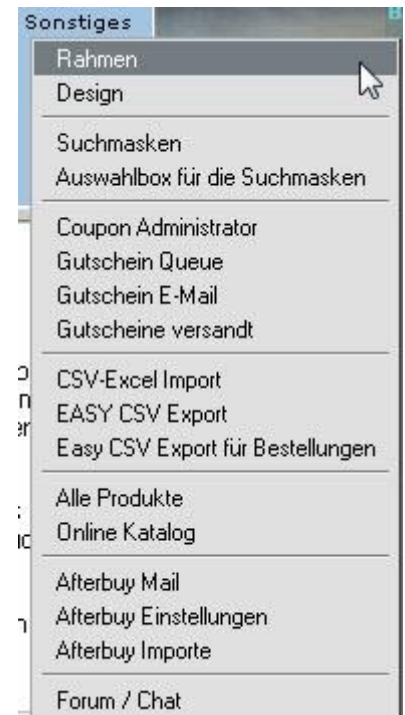 Sonstiges
Rahmen
Design
Suchmasken
Auswahlbox für die Suchmasken
Coupon Administrator
Gutschein Queue
Gutschein E-Mail
Gutscheine versandt
CSV-Excel Import
EASY CSV Export
Easy CSV Export für Bestellungen
Alle Produkte
Online Katalog
Afterbuy Mail
Afterbuy Einstellungen
Afterbuy Importe
Forum / Chat